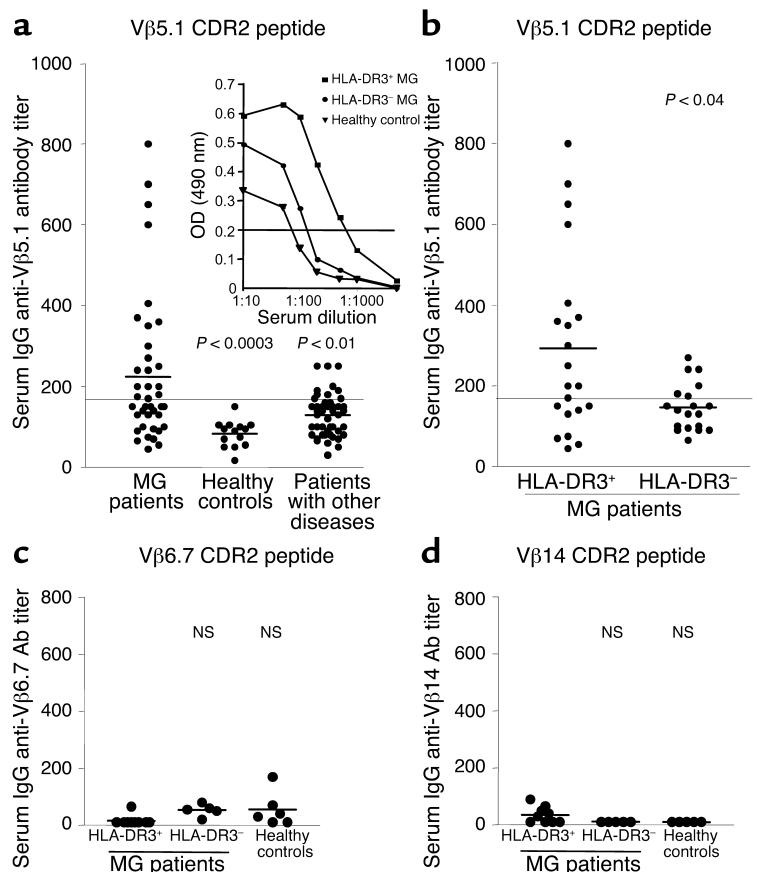 a
Vβ5.1 CDR2 peptide
Serum IgG anti-Vβ5.1 antibody titer
1000
800
600
400
200
0
OD (490 nm)
0.7
0.6
0.5
0.4
0.3
0.2
0.1
0
1:10
1:100
1:1000
Serum dilution
HLA-DR3⁺ MG
HLA-DR3⁻ MG
Healthy control
P < 0.0003
P < 0.01
MG
patients
Healthy
controls
Patients
with other
diseases
b
Vβ5.1 CDR2 peptide
Serum IgG anti-Vβ5.1 antibody titer
1000
800
600
400
200
0
P < 0.04
HLA-DR3⁺
HLA-DR3⁻
MG patients
c
Vβ6.7 CDR2 peptide
Serum IgG anti-Vβ6.7 Ab titer
800
600
400
200
0
NS
NS
HLA-DR3⁺
HLA-DR3⁻
Healthy
controls
MG patients
d
Vβ14 CDR2 peptide
Serum IgG anti-Vβ14 Ab titer
800
600
400
200
0
NS
NS
HLA-DR3⁺
HLA-DR3⁻
Healthy
controls
MG patients